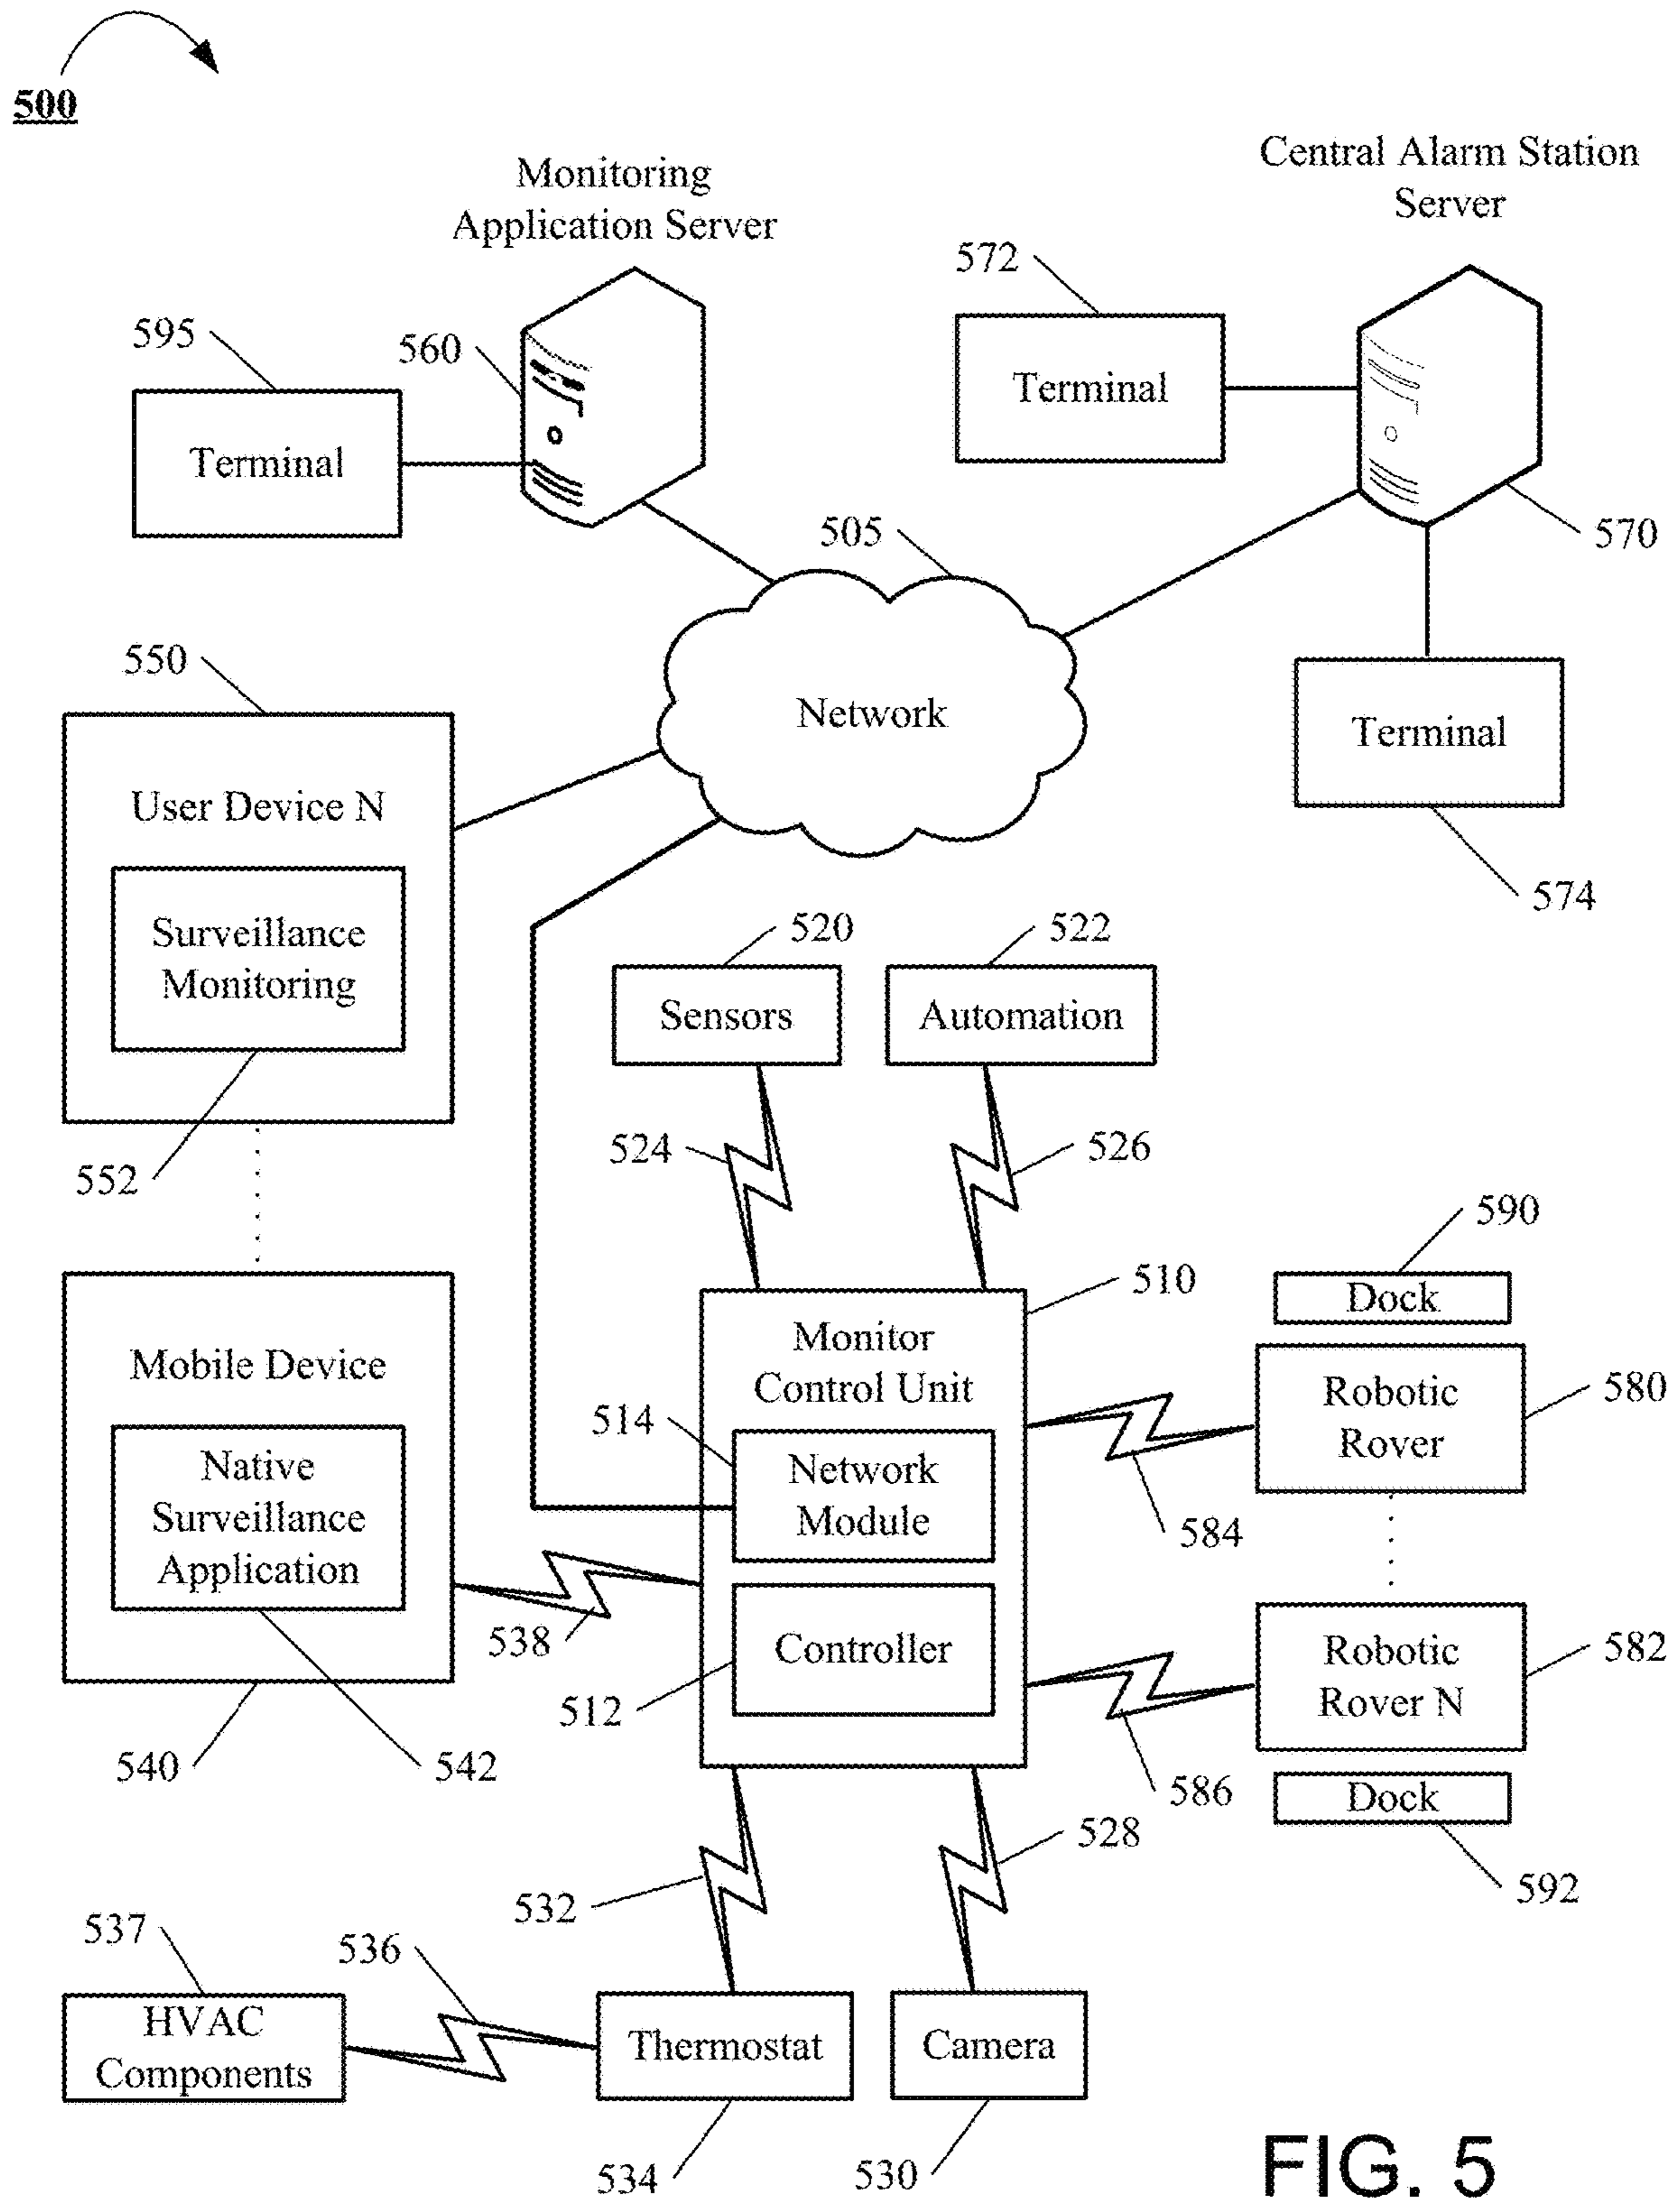 500
Monitoring
Application Server
Central Alarm Station
Server
572
595
560
Terminal
Terminal
505
570
550
Network
Terminal
User Device N
574
Surveillance
Monitoring
520
522
Sensors
Automation
524
526
552
590
510
Dock
Monitor
Control Unit
Mobile Device
580
Robotic
Rover
514
Network
Module
Native
Surveillance
Application
584
538
Controller
582
Robotic
Rover N
512
540
542
586
Dock
528
532
592
537
536
HVAC
Components
Thermostat
Camera
534
530
FIG. 5